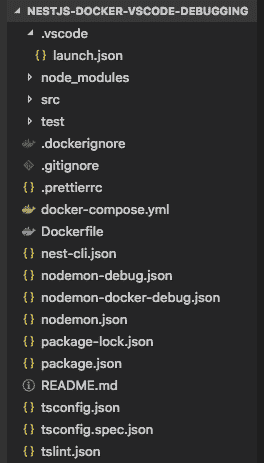 NESTJS-DOCKER-VSCODE-DEBUGGING
.vscode
{} launch.json
node_modules
src
test
.dockerignore
.gitignore
{} .prettierrc
docker-compose.yml
Dockerfile
{} nest-cli.json
{} nodemon-debug.json
{} nodemon-docker-debug.json
{} nodemon.json
{} package-lock.json
{} package.json
README.md
{} tsconfig.json
{} tsconfig.spec.json
{} tslint.json